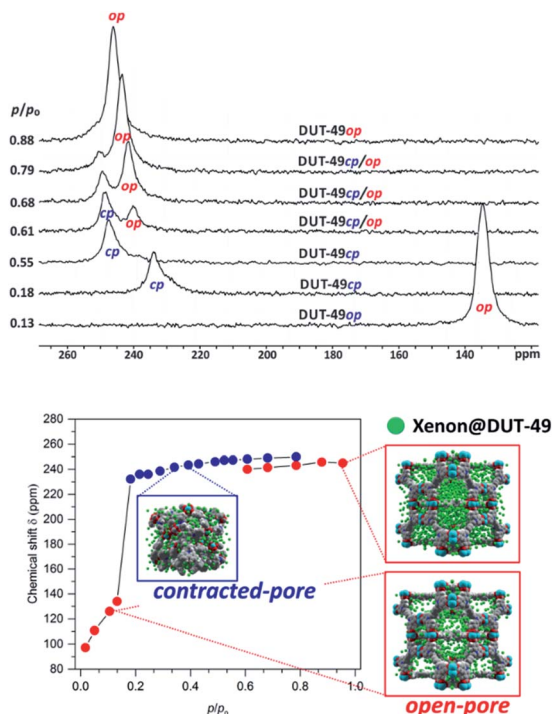 op
p/p₀
0.88 DUT-49op
op
0.79 DUT-49cp/op
op
0.68 DUT-49cp/op
cp op
0.61 DUT-49cp/op
cp
0.55 DUT-49cp
cp
0.18 DUT-49cp
op
0.13 DUT-49op
260 240 220 200 180 160 140 ppm
Xenon@DUT-49
Chemical shift δ (ppm)
280
260
240
220
200
180
160
140
120
100
80
contracted-pore
0.0 0.2 0.4 0.6 0.8 1.0
p/p₀
open-pore